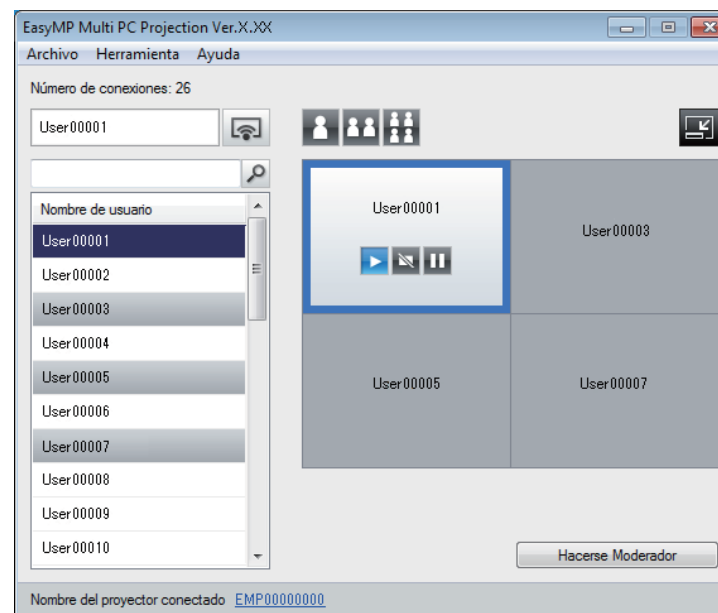 EasyMP Multi PC Projection Ver.X.XX
Archivo Herramienta Ayuda
Número de conexiones: 26
User00001
Nombre de usuario
User00001
User00002
User00003
User00004
User00005
User00006
User00007
User00008
User00009
User00010
User00001
User00003
User00005
User00007
Hacerse Moderador
Nombre del proyector conectado EMP00000000